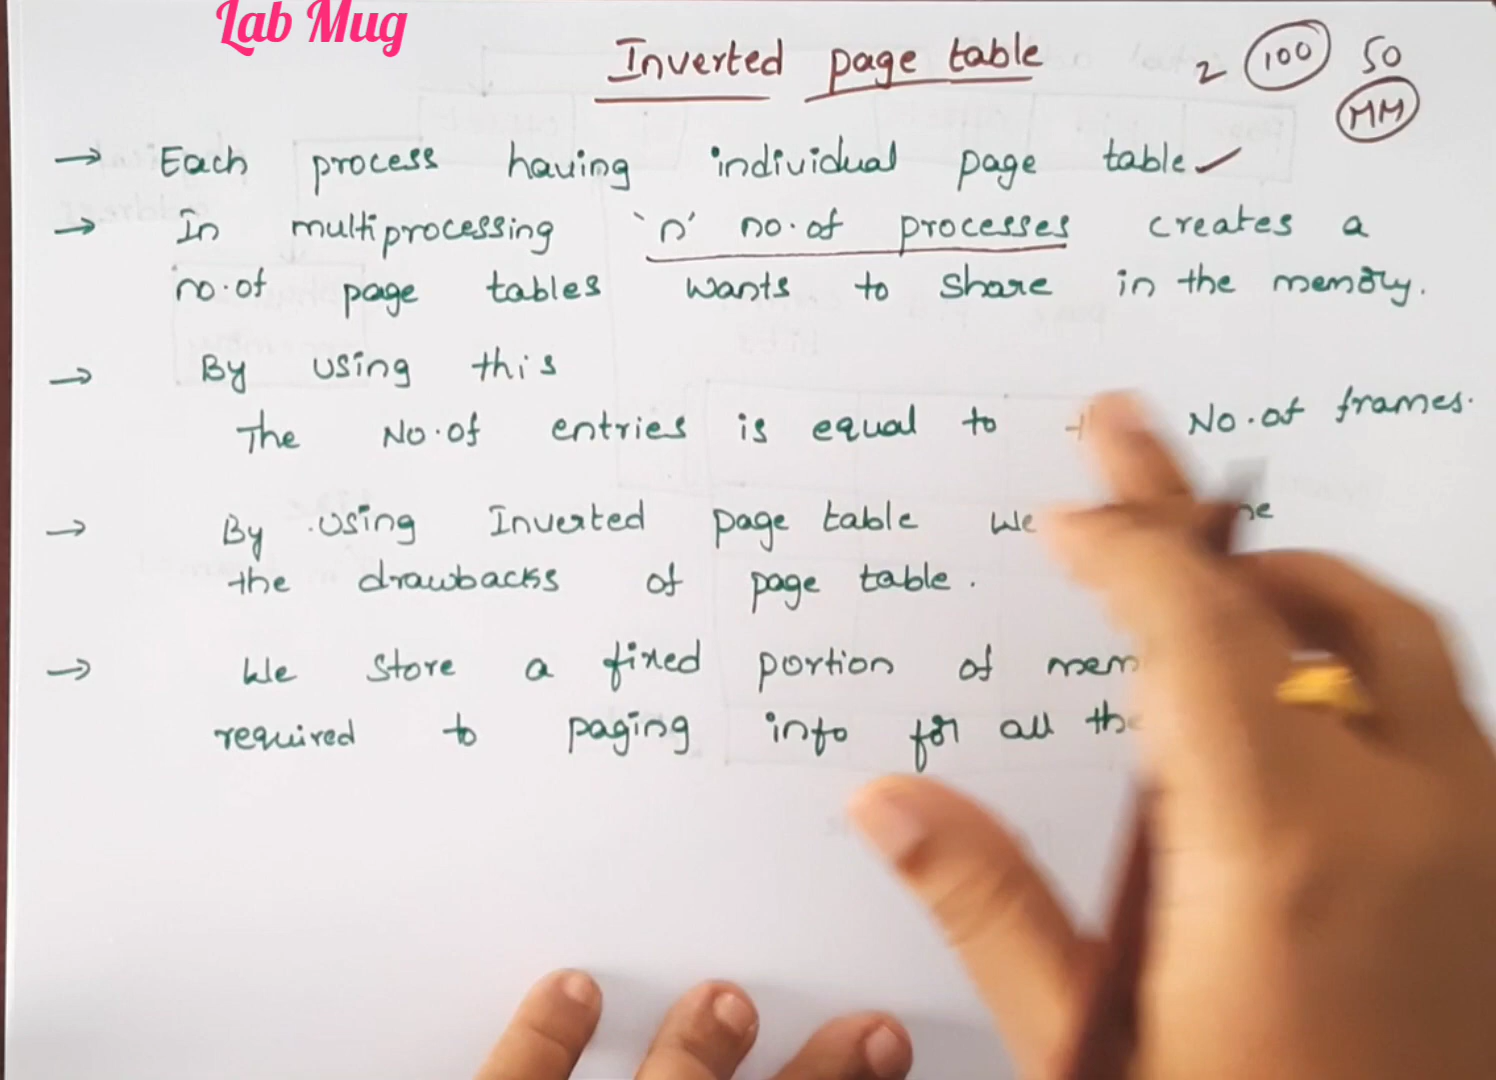 Lab Mug
Inverted page table 2 100 50
MM
→ Each process having individual page table ✓
→ In multiprocessing 'n' no.of processes creates a
no.of page tables wants to share in the memory.
→ By using this
The No.of entries is equal to No.of frames.
→ By using Inverted page table we
the drawbacks of page table.
→ We store a fixed portion of mem
required to paging info for all the